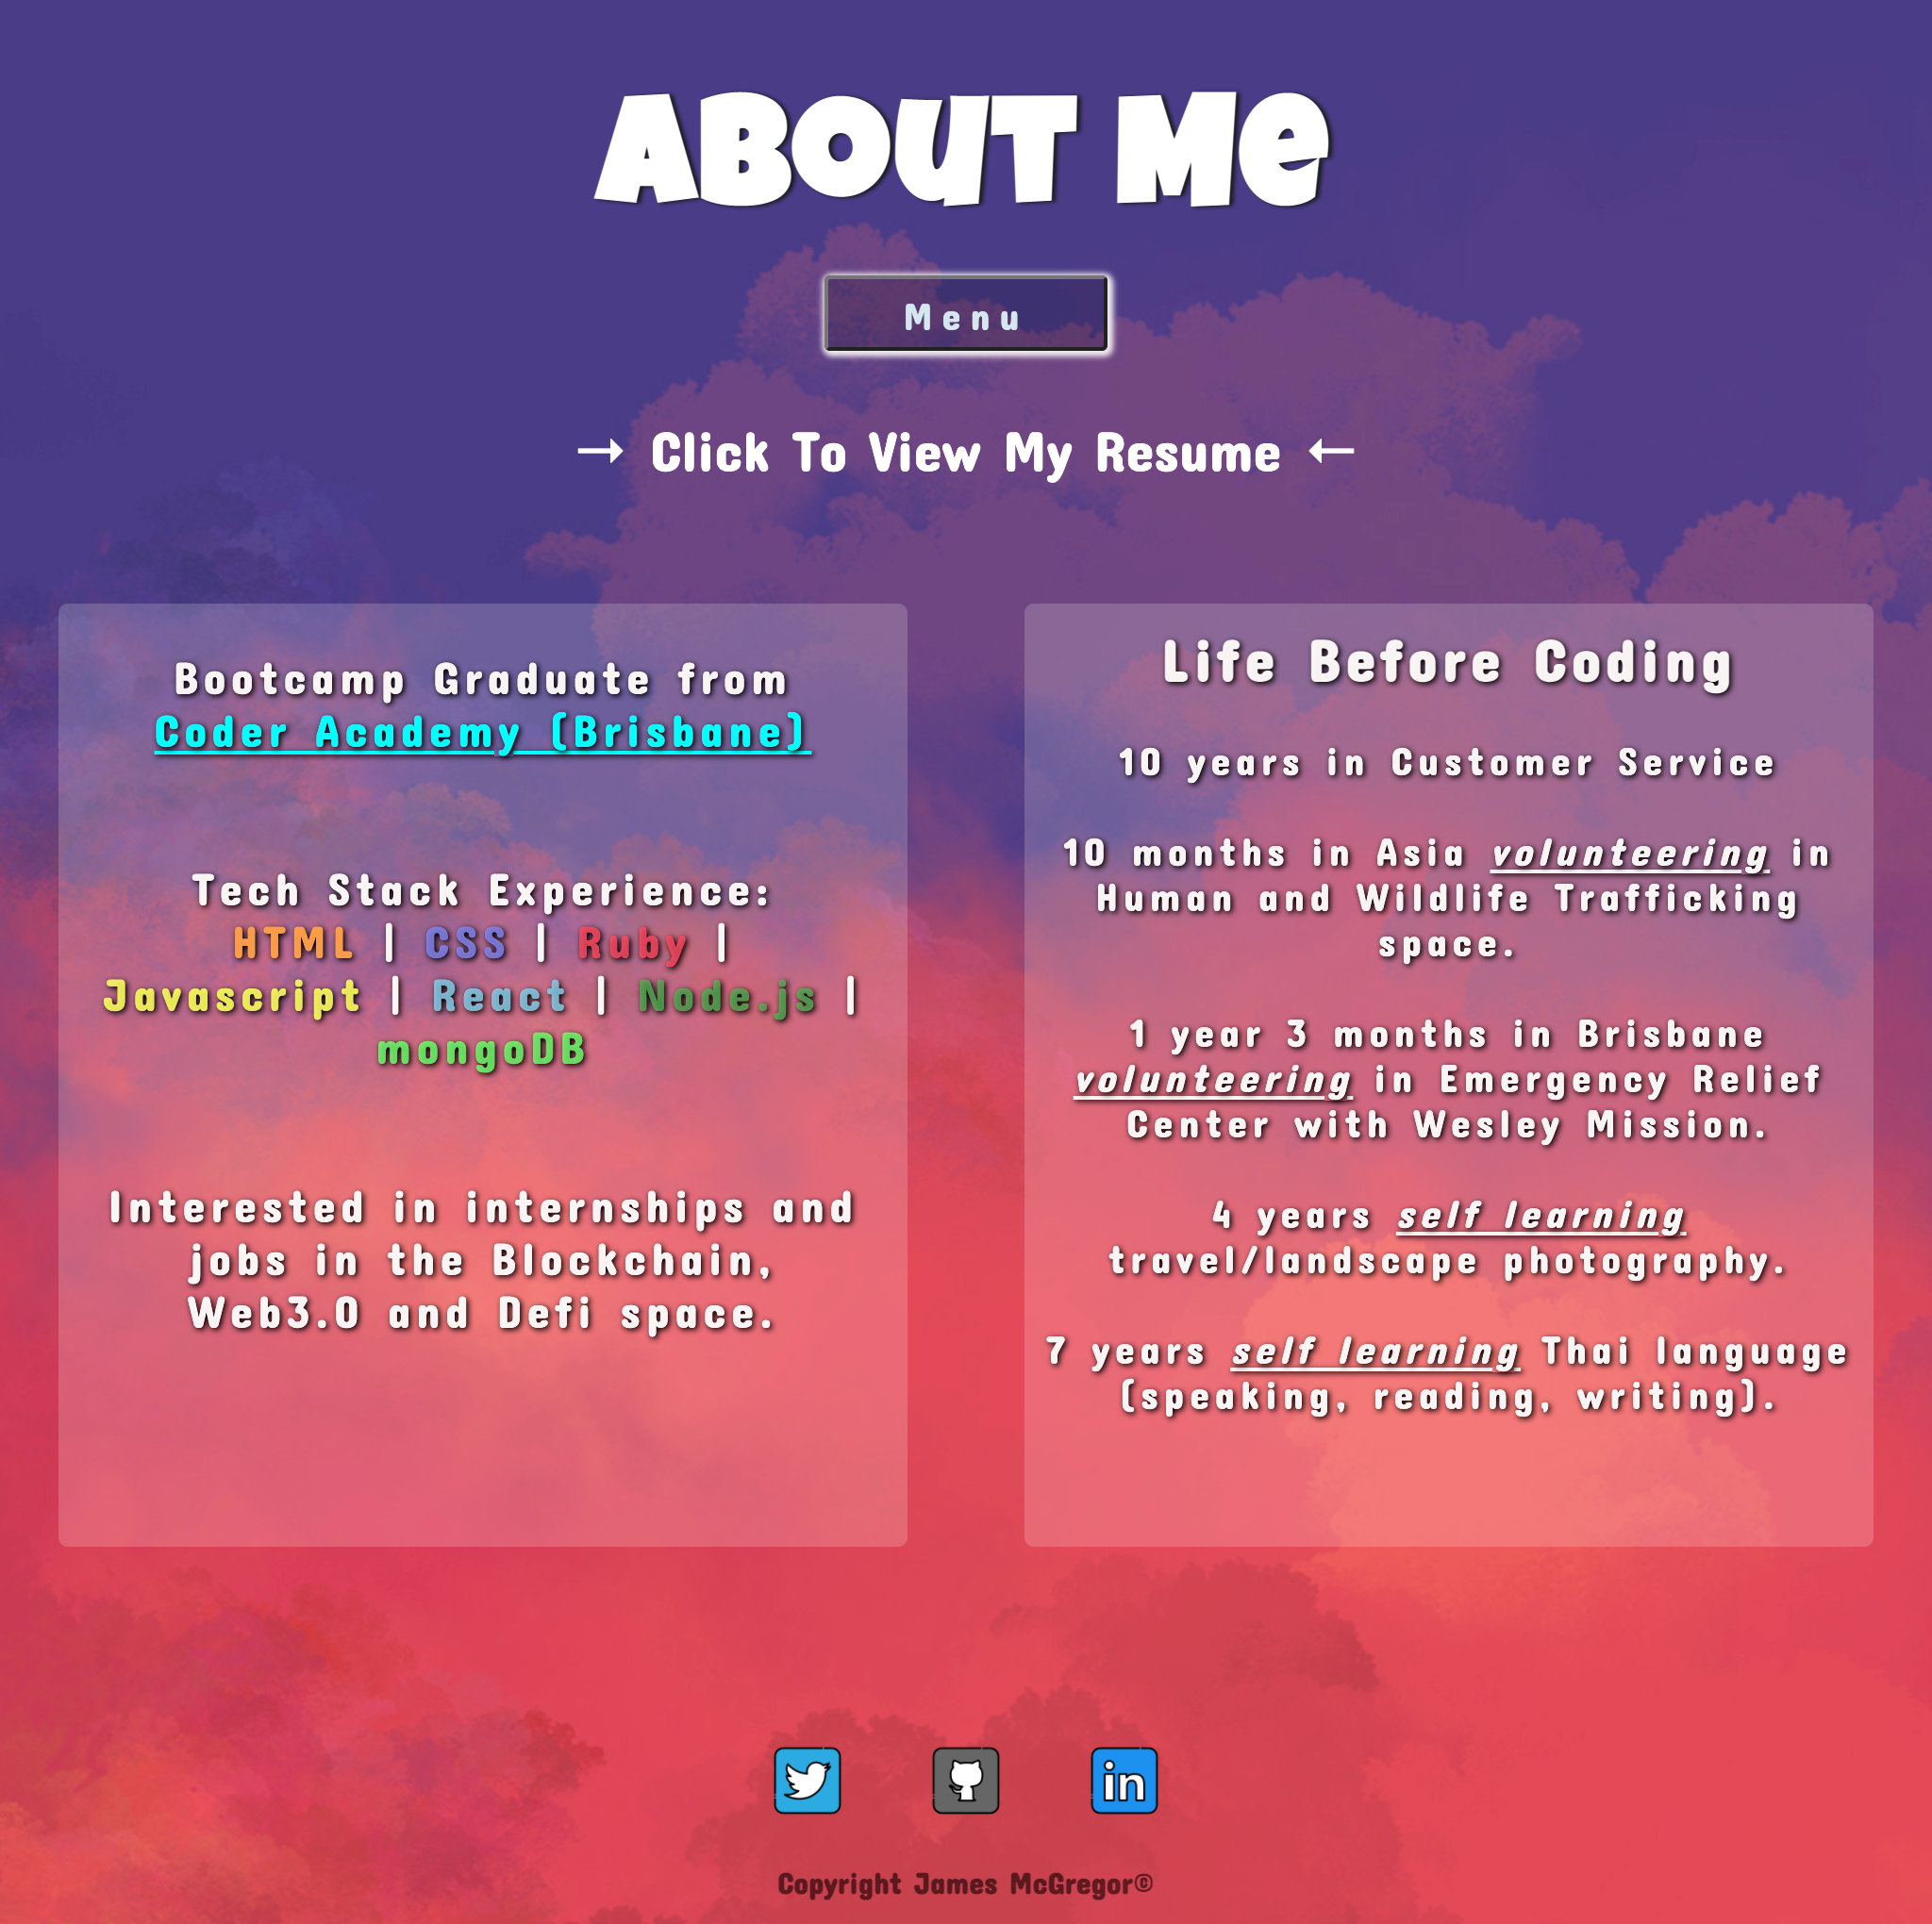 ABOUT Me
Menu
→ Click To View My Resume ←
Bootcamp Graduate from
Coder Academy (Brisbane)
Tech Stack Experience:
HTML | CSS | Ruby |
Javascript | React | Node.js |
mongoDB
Interested in internships and
jobs in the Blockchain,
Web3.0 and Defi space.
Life Before Coding
10 years in Customer Service
10 months in Asia volunteering in
Human and Wildlife Trafficking
space.
1 year 3 months in Brisbane
volunteering in Emergency Relief
Center with Wesley Mission.
4 years self learning
travel/landscape photography.
7 years self learning Thai language
(speaking, reading, writing).
in
Copyright James McGregor©